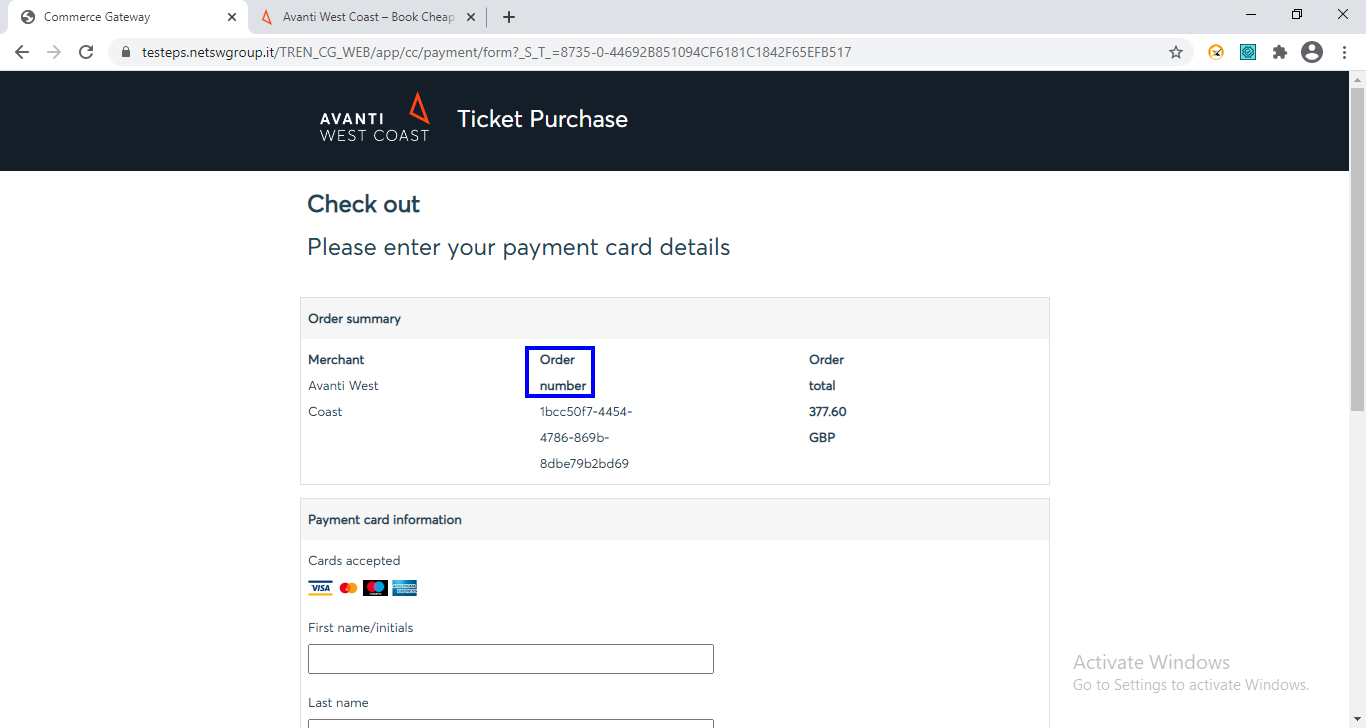 Commerce Gateway
Avanti West Coast – Book Cheap
testeps.netswgroup.it/TREN_CG_WEB/app/cc/payment/form?_S_T_=8735-0-44692B851094CF6181C1842F65EFB517
AVANTI
WEST COAST
Ticket Purchase
Check out
Please enter your payment card details
Order summary
Merchant
Avanti West
Coast
Order
number
1bcc50f7-4454-
4786-869b-
8dbe79b2bd69
Order
total
377.60
GBP
Payment card information
Cards accepted
VISA
First name/initials
Last name
Activate Windows
Go to Settings to activate Windows.